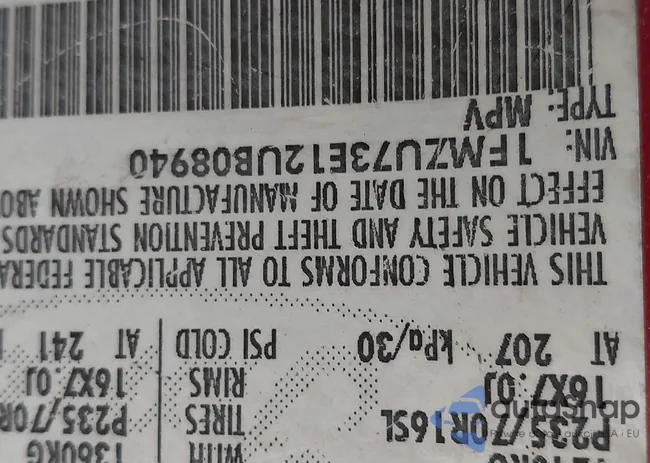 WITH 1360KG
P235/70R16SL TIRES P235/70R
16X7.0J RIMS 16X7.0J
AT 207 kPa/30 PSI COLD AT 241
THIS VEHICLE CONFORMS TO ALL APPLICABLE FEDERA
VEHICLE SAFETY AND THEFT PREVENTION STANDARDS
EFFECT ON THE DATE OF MANUFACTURE SHOWN ABO
VIN: 1FMZU73E12UB08940
TYPE: MPV
autosnap